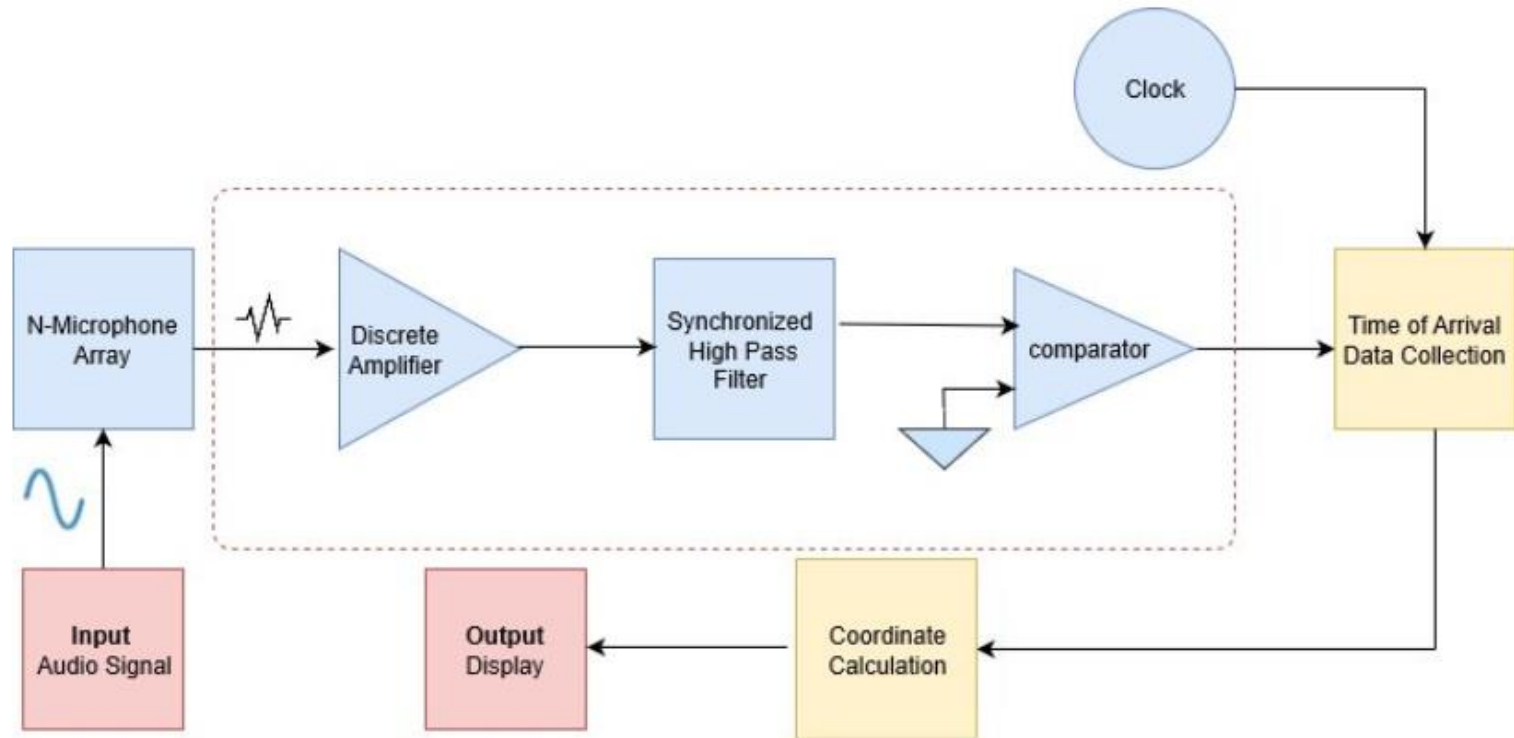 Clock
N-Microphone
Array
Discrete
Amplifier
Synchronized
High Pass
Filter
comparator
Time of Arrival
Data Collection
Input
Audio Signal
Output
Display
Coordinate
Calculation